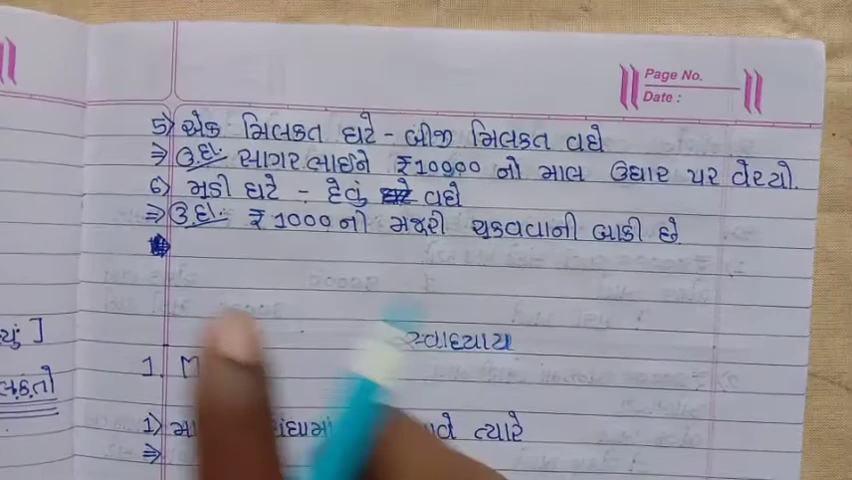 Page No.
Date :
5) એક મિલકત ઘટે - બીજી મિલકત વધે
⇒ ઉદા. સાગરભાઈને ₹10000 નો માલ ઉધાર પર વેચ્યો.
6) મૂડી ઘટે - દેવું વધે
⇒ ઉદા. ₹1000 ની મજૂરી ચૂકવવાની બાકી છે
સ્વાધ્યાય
1. M
1) ત્યારે
⇒